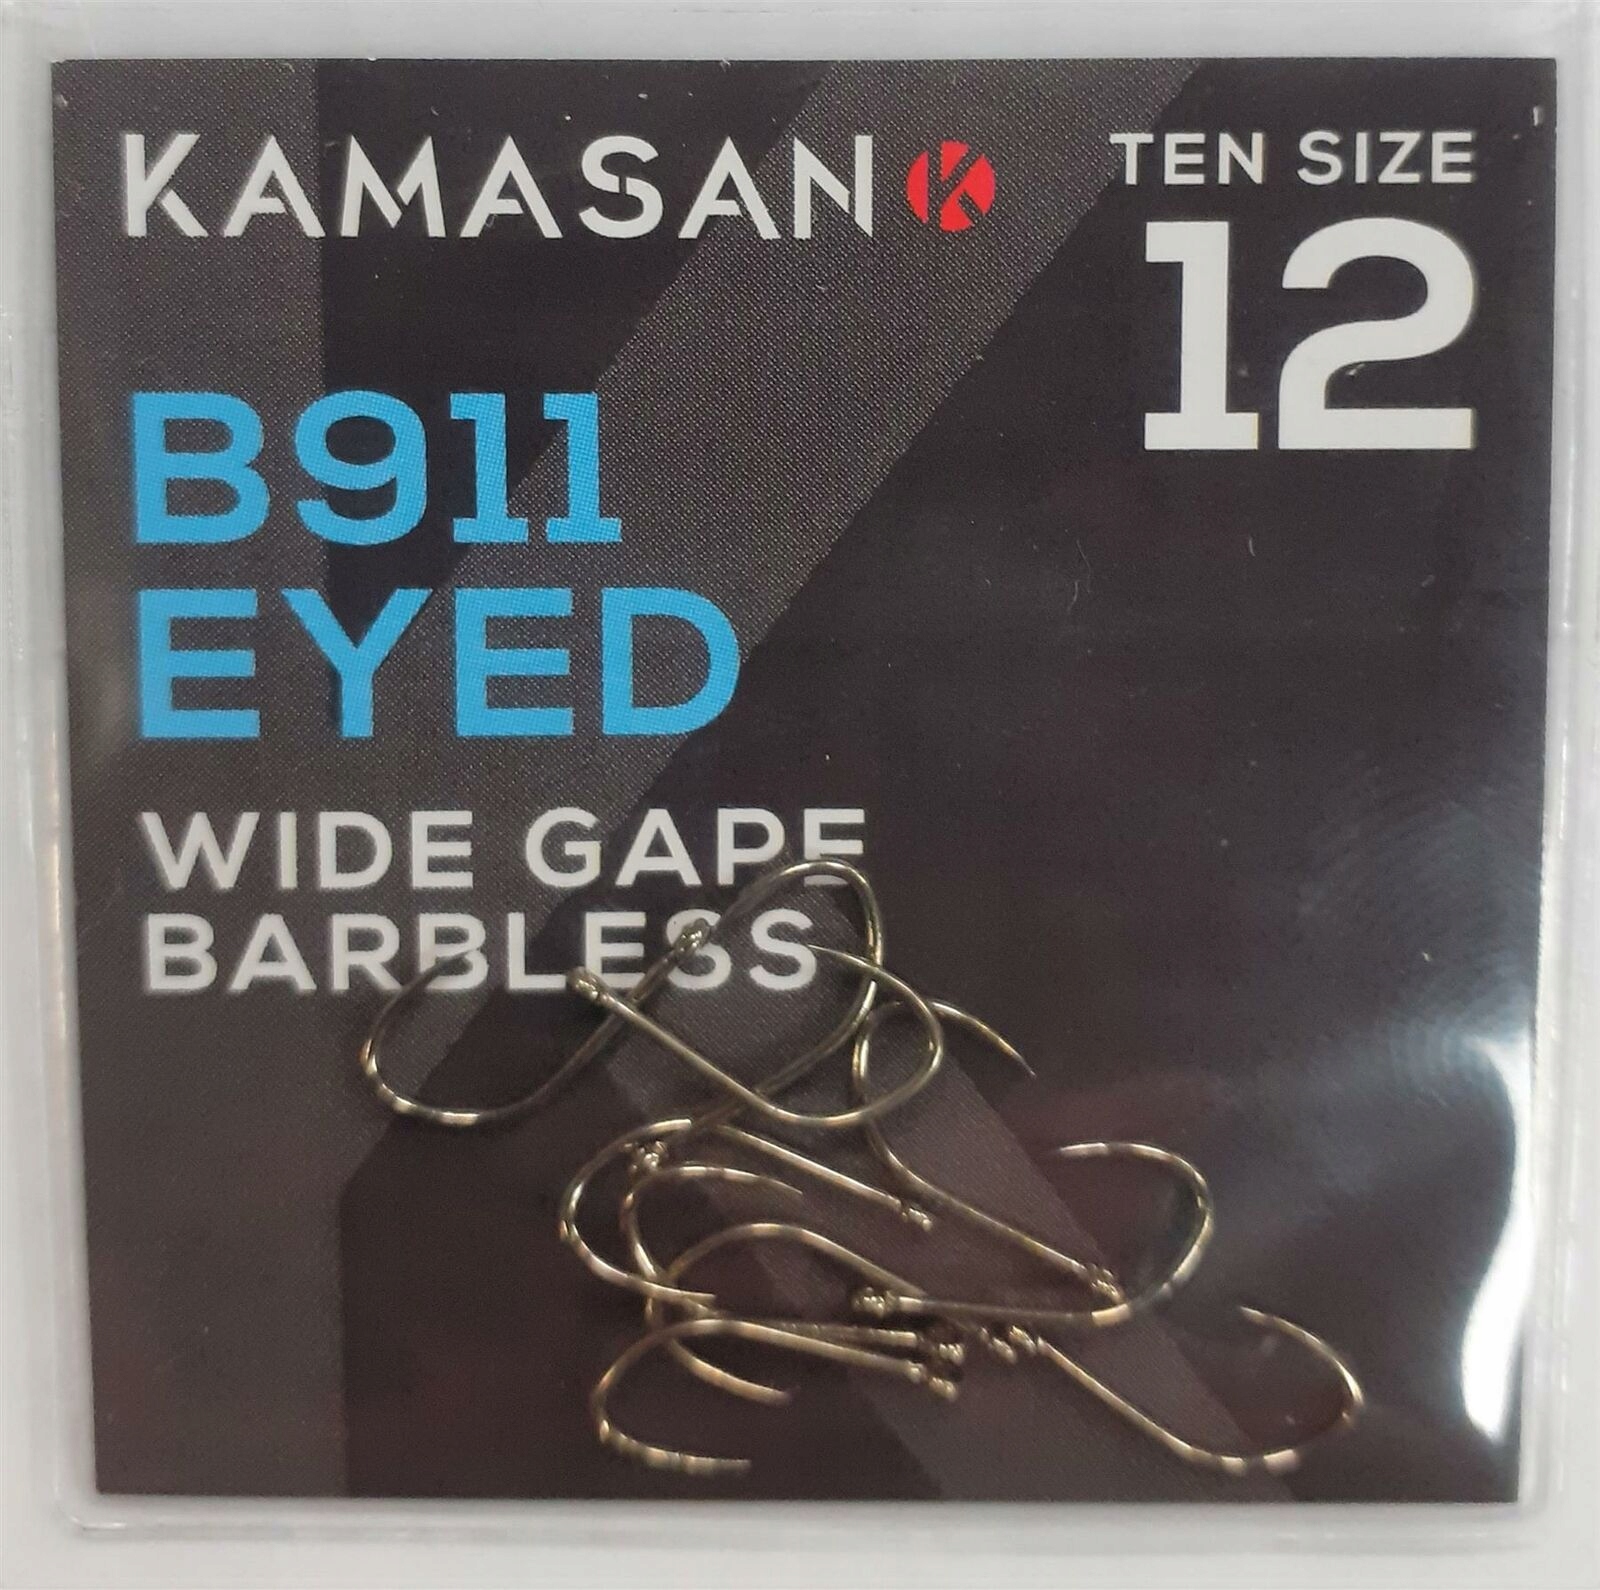 KAMASAN
TEN SIZE
12
B911
EYED
WIDE GAPE
BARBLESS